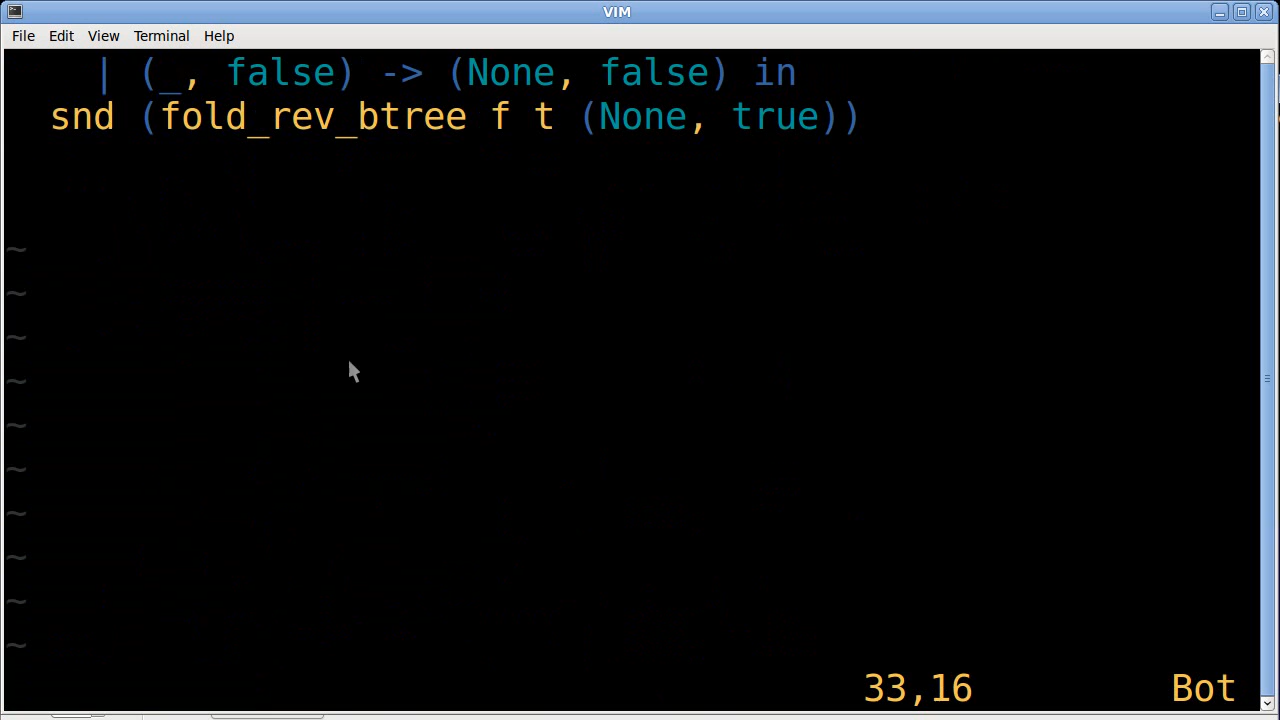 VIM
File Edit View Terminal Help
| (_, false) -> (None, false) in
snd (fold_rev_btree f t (None, true))
~
~
~
~
~
~
~
~
~
~
33,16 Bot